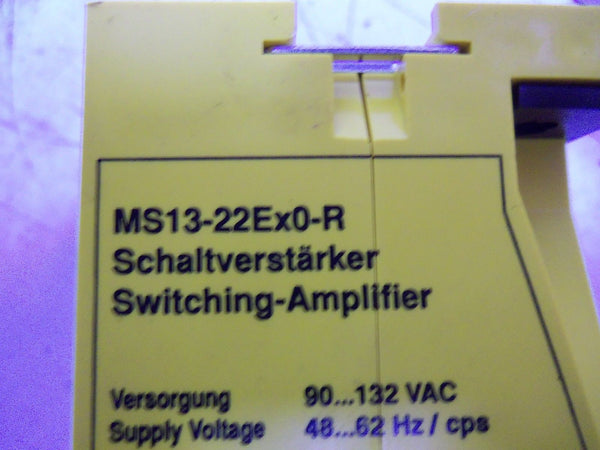 MS13-22Ex0-R
Schaltverstärker
Switching-Amplifier
Versorgung 90...132 VAC
Supply Voltage 48...62 Hz / cps